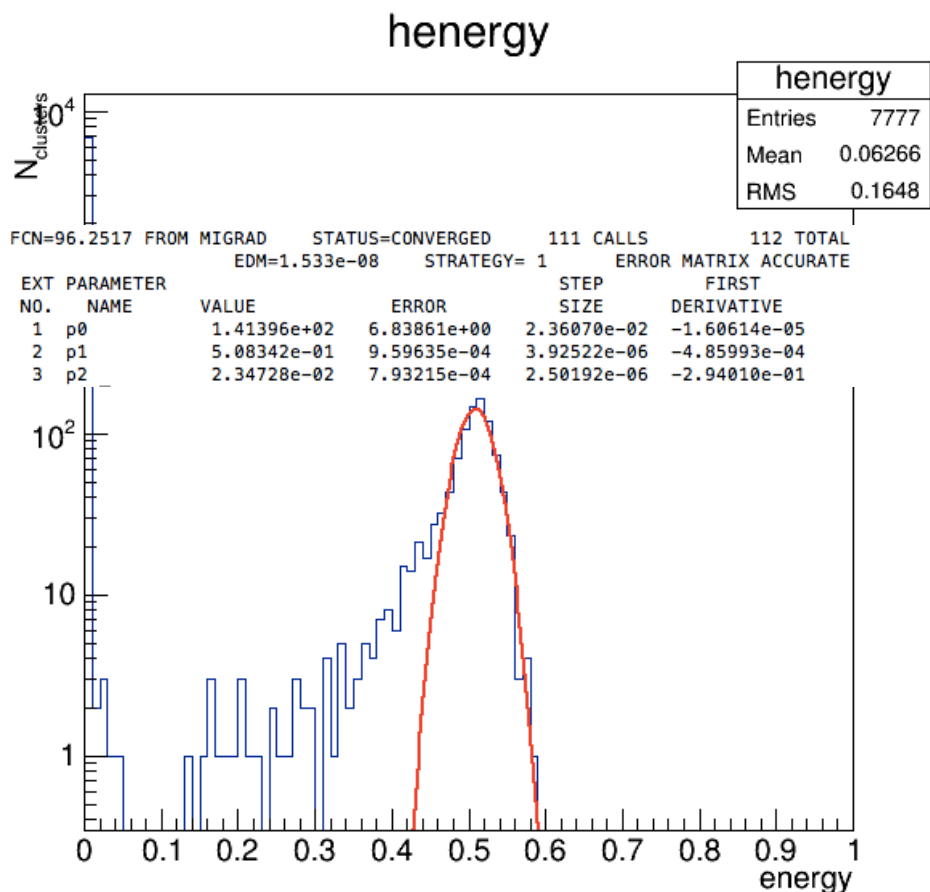 henergy
henergy
Entries 7777
Mean 0.06266
RMS 0.1648
10^4
N_clusters
FCN=96.2517 FROM MIGRAD STATUS=CONVERGED 111 CALLS 112 TOTAL
EDM=1.533e-08 STRATEGY= 1 ERROR MATRIX ACCURATE
EXT PARAMETER STEP FIRST
NO. NAME VALUE ERROR SIZE DERIVATIVE
1 p0 1.41396e+02 6.83861e+00 2.36070e-02 -1.60614e-05
2 p1 5.08342e-01 9.59635e-04 3.92522e-06 -4.85993e-04
3 p2 2.34728e-02 7.93215e-04 2.50192e-06 -2.94010e-01
10^2
10
1
0 0.1 0.2 0.3 0.4 0.5 0.6 0.7 0.8 0.9 1
energy